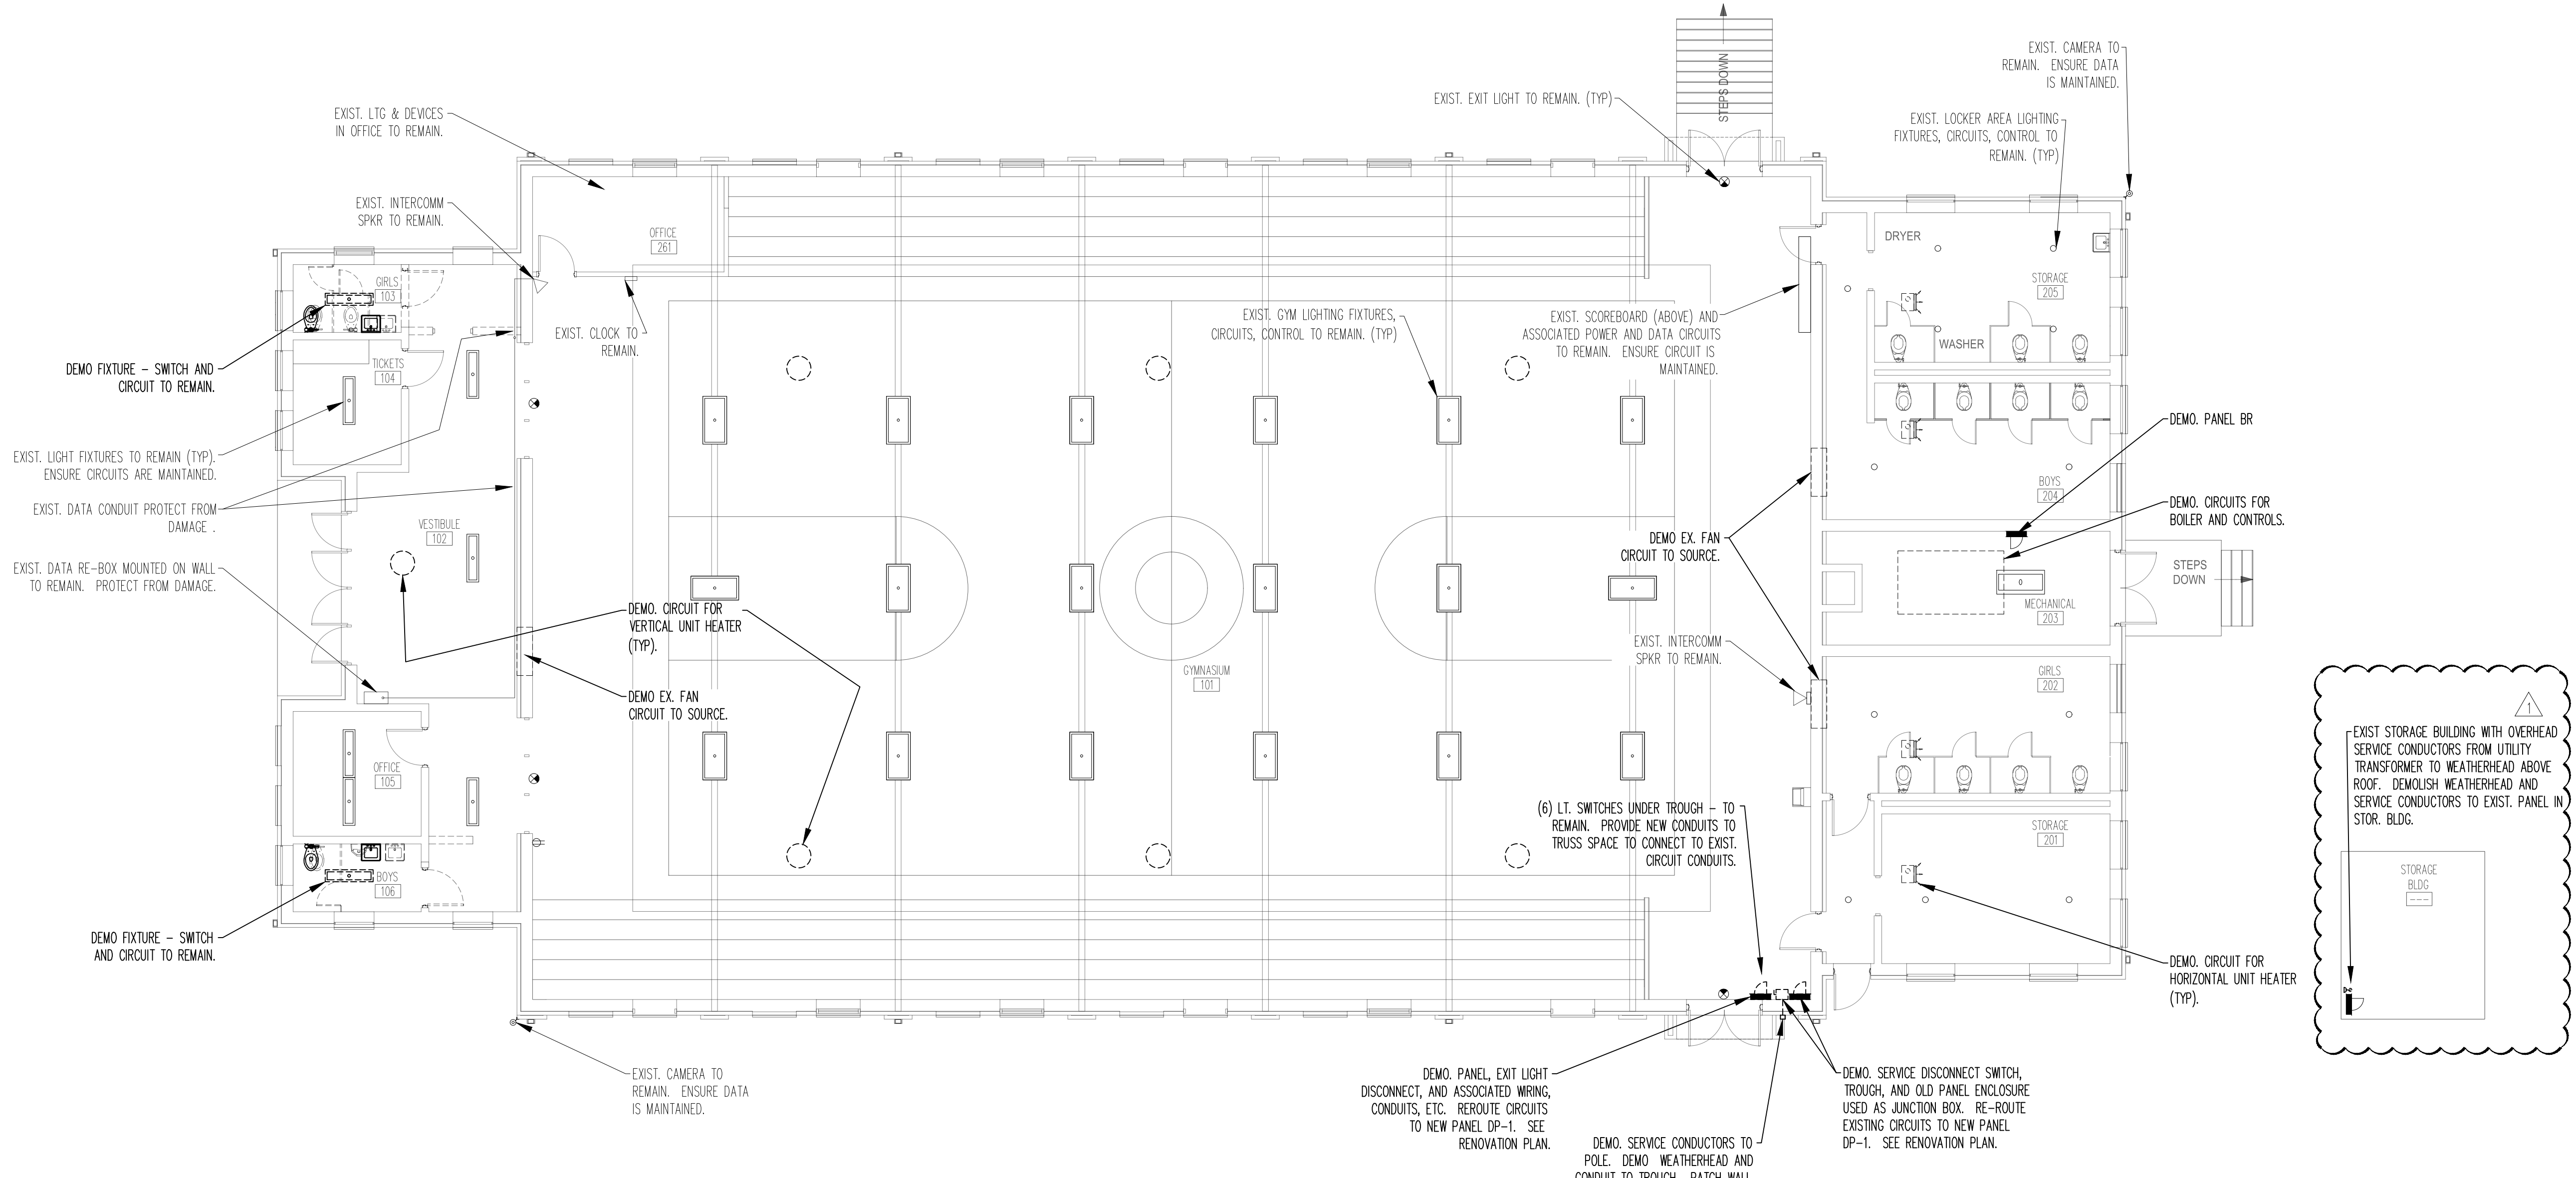 STEPS DOWN
EXIST. CAMERA TO
REMAIN.  ENSURE DATA
IS MAINTAINED.
EXIST. LTG & DEVICES
IN OFFICE TO REMAIN.
EXIST. EXIT LIGHT TO REMAIN. (TYP)
EXIST. LOCKER AREA LIGHTING
FIXTURES, CIRCUITS, CONTROL TO
REMAIN. (TYP)
EXIST. INTERCOMM
SPKR TO REMAIN.
OFFICE
261
DRYER
STORAGE
205
WASHER
GIRLS
103
EXIST. CLOCK TO
REMAIN.
EXIST. GYM LIGHTING FIXTURES,
CIRCUITS, CONTROL TO REMAIN. (TYP)
EXIST. SCOREBOARD (ABOVE) AND
ASSOCIATED POWER AND DATA CIRCUITS
TO REMAIN.  ENSURE CIRCUIT IS
MAINTAINED.
DEMO FIXTURE – SWITCH AND
CIRCUIT TO REMAIN.
TICKETS
104
EXIST. LIGHT FIXTURES TO REMAIN (TYP).
ENSURE CIRCUITS ARE MAINTAINED.
EXIST. DATA CONDUIT PROTECT FROM
DAMAGE .
EXIST. DATA RE-BOX MOUNTED ON WALL
TO REMAIN.  PROTECT FROM DAMAGE.
VESTIBULE
102
DEMO. PANEL BR
BOYS
204
DEMO. CIRCUITS FOR
BOILER AND CONTROLS.
DEMO EX. FAN
CIRCUIT TO SOURCE.
STEPS
DOWN
MECHANICAL
203
DEMO. CIRCUIT FOR
VERTICAL UNIT HEATER
(TYP).
EXIST. INTERCOMM
SPKR TO REMAIN.
GYMNASIUM
101
GIRLS
202
DEMO EX. FAN
CIRCUIT TO SOURCE.
1
EXIST STORAGE BUILDING WITH OVERHEAD
SERVICE CONDUCTORS FROM UTILITY
TRANSFORMER TO WEATHERHEAD ABOVE
ROOF.  DEMOLISH WEATHERHEAD AND
SERVICE CONDUCTORS TO EXIST. PANEL IN
STOR. BLDG.
STORAGE
BLDG
---
OFFICE
105
(6) LT. SWITCHES UNDER TROUGH – TO
REMAIN.  PROVIDE NEW CONDUITS TO
TRUSS SPACE TO CONNECT TO EXIST.
CIRCUIT CONDUITS.
STORAGE
201
BOYS
106
DEMO FIXTURE – SWITCH
AND CIRCUIT TO REMAIN.
DEMO. CIRCUIT FOR
HORIZONTAL UNIT HEATER
(TYP).
EXIST. CAMERA TO
REMAIN.  ENSURE DATA
IS MAINTAINED.
DEMO. PANEL, EXIT LIGHT
DISCONNECT, AND ASSOCIATED WIRING,
CONDUITS, ETC.  REROUTE CIRCUITS
TO NEW PANEL DP-1.  SEE
RENOVATION PLAN.
DEMO. SERVICE DISCONNECT SWITCH,
TROUGH, AND OLD PANEL ENCLOSURE
USED AS JUNCTION BOX.  RE-ROUTE
EXISTING CIRCUITS TO NEW PANEL
DP-1.  SEE RENOVATION PLAN.
DEMO. SERVICE CONDUCTORS TO
POLE.  DEMO  WEATHERHEAD AND
CONDUIT TO TROUGH.  PATCH WALL